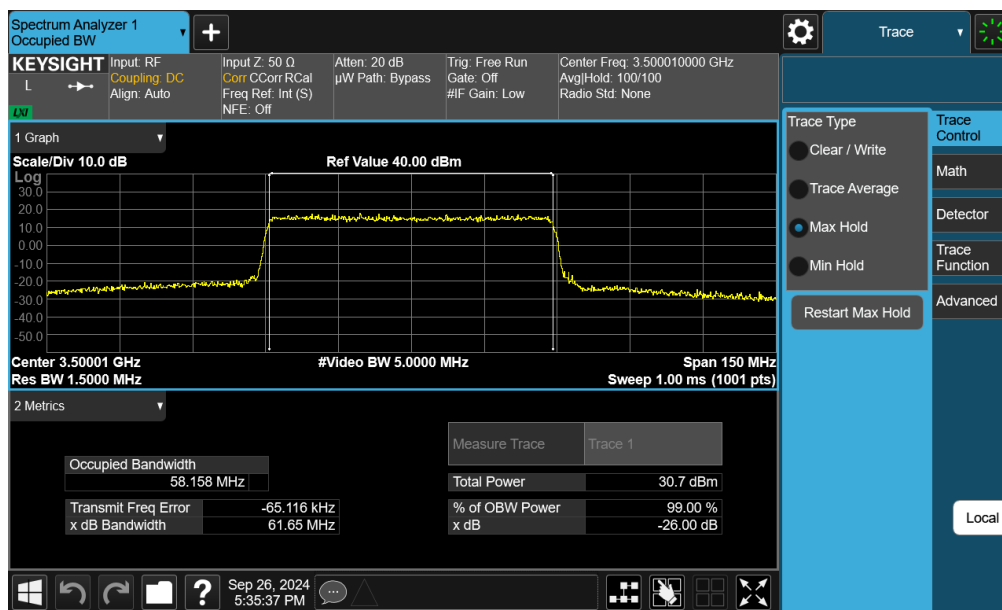 Spectrum Analyzer 1
Occupied BW
Trace
KEYSIGHT
L
LXI
Input: RF
Coupling: DC
Align: Auto
Input Z: 50 Ω
Corr CCorr RCal
Freq Ref: Int (S)
NFE: Off
Atten: 20 dB
µW Path: Bypass
Trig: Free Run
Gate: Off
#IF Gain: Low
Center Freq: 3.500010000 GHz
Avg|Hold: 100/100
Radio Std: None
1 Graph
Scale/Div 10.0 dB
Ref Value 40.00 dBm
Log
30.0
20.0
10.0
0.00
-10.0
-20.0
-30.0
-40.0
-50.0
Center 3.50001 GHz
#Video BW 5.0000 MHz
Span 150 MHz
Res BW 1.5000 MHz
Sweep 1.00 ms (1001 pts)
2 Metrics
Measure Trace
Trace 1
Occupied Bandwidth
58.158 MHz
Total Power
30.7 dBm
Transmit Freq Error
-65.116 kHz
% of OBW Power
99.00 %
x dB Bandwidth
61.65 MHz
x dB
-26.00 dB
Trace Type
Clear / Write
Trace Average
Max Hold
Min Hold
Restart Max Hold
Trace
Control
Math
Detector
Trace
Function
Advanced
Local
?
Sep 26, 2024
5:35:37 PM